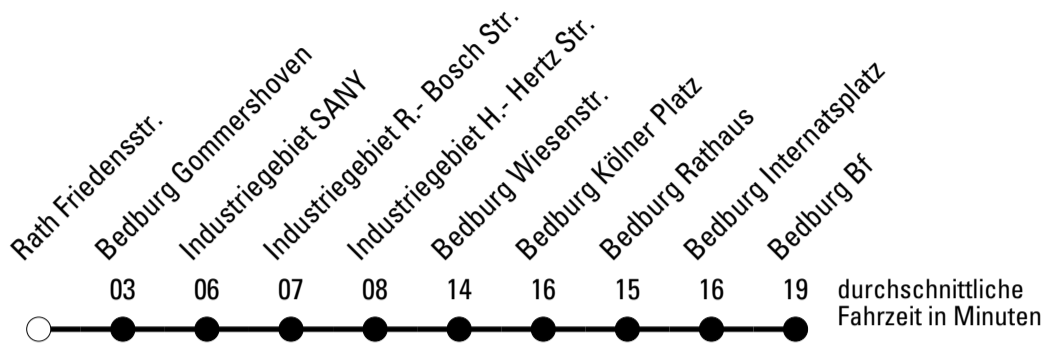 Rath Friedensstr.
Bedburg Gommershoven
Industriegebiet SANY
Industriegebiet R.- Bosch Str.
Industriegebiet H.- Hertz Str.
Bedburg Wiesenstr.
Bedburg Kölner Platz
Bedburg Rathaus
Bedburg Internatsplatz
Bedburg Bf
03 06 07 08 14 16 15 16 19
durchschnittliche
Fahrzeit in Minuten